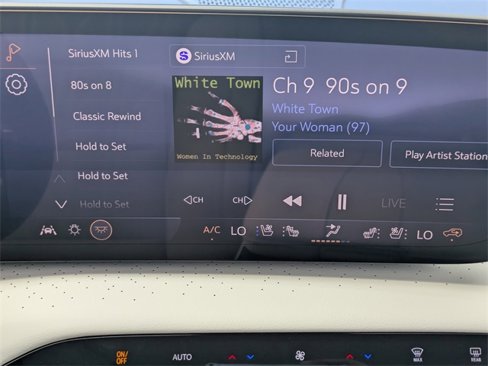 SiriusXM Hits 1
80s on 8
Classic Rewind
Hold to Set
Hold to Set
Hold to Set
SiriusXM
White Town
Women In Technology
Ch 9 90s on 9
White Town
Your Woman (97)
Related
Play Artist Station
CH
CH
LIVE
A/C
LO
LO
ON/
OFF
AUTO
MAX
REAR